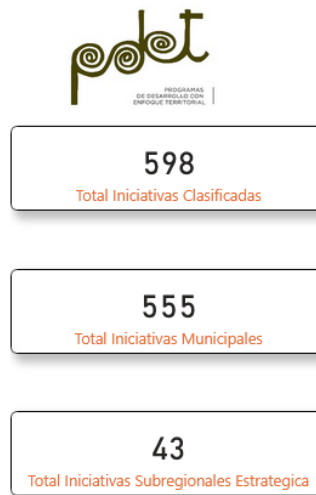 pdet
PROGRAMAS
DE DESARROLLO CON
ENFOQUE TERRITORIAL
598
Total Iniciativas Clasificadas
555
Total Iniciativas Municipales
43
Total Iniciativas Subregionales Estrategica